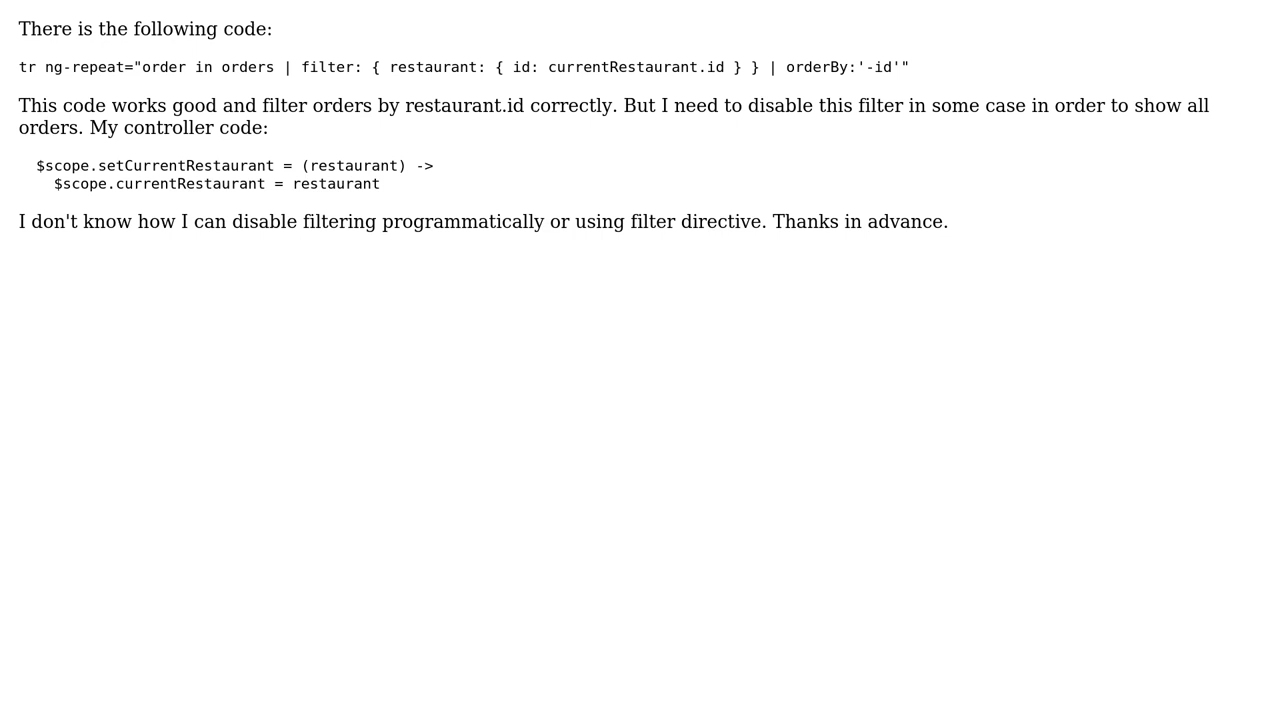 There is the following code:
tr ng-repeat="order in orders | filter: { restaurant: { id: currentRestaurant.id } } | orderBy:'-id'"
This code works good and filter orders by restaurant.id correctly. But I need to disable this filter in some case in order to show all
orders. My controller code:
$scope.setCurrentRestaurant = (restaurant) ->
$scope.currentRestaurant = restaurant
I don't know how I can disable filtering programmatically or using filter directive. Thanks in advance.